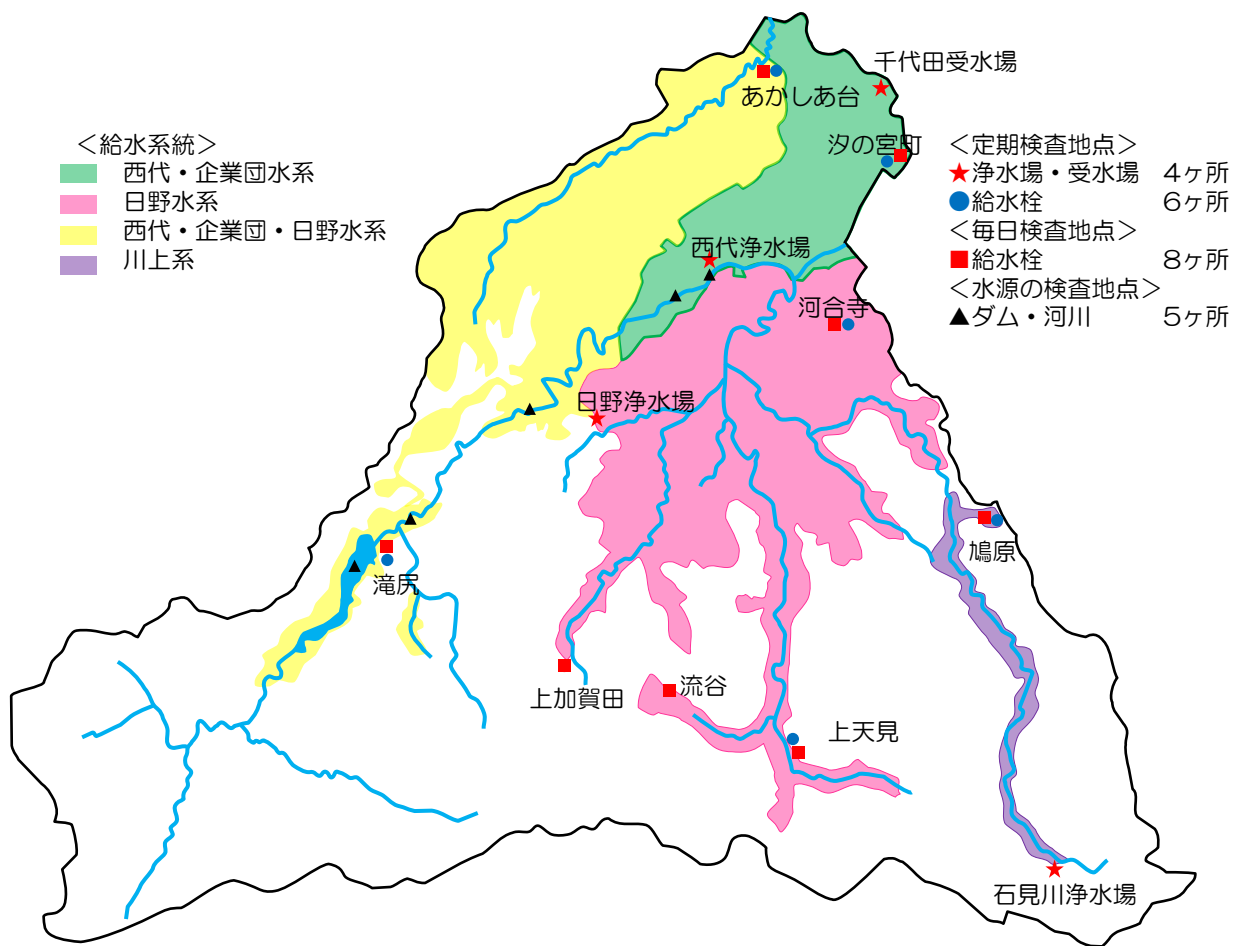 千代田受水場
あかしあ台
汐の宮町
＜給水系統＞
西代・企業団水系
日野水系
西代・企業団・日野水系
川上系
＜定期検査地点＞
★浄水場・受水場 4ヶ所
●給水栓 6ヶ所
＜毎日検査地点＞
■給水栓 8ヶ所
＜水源の検査地点＞
▲ダム・河川 5ヶ所
西代浄水場
河合寺
日野浄水場
鳩原
滝尻
上加賀田
流谷
上天見
石見川浄水場